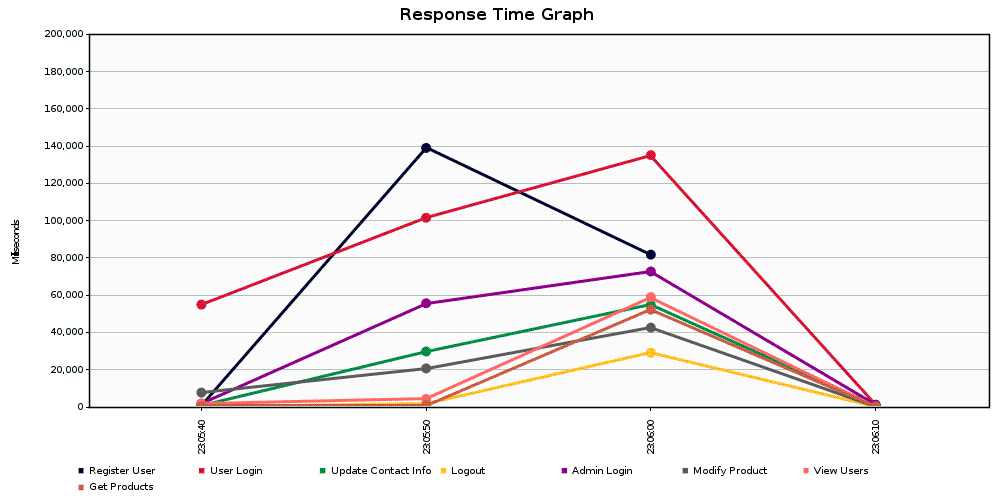 Response Time Graph
200,000
180,000
160,000
140,000
120,000
100,000
80,000
60,000
40,000
20,000
0
Milliseconds
23:05:40
23:05:50
23:06:00
23:06:10
Register User
User Login
Update Contact Info
Logout
Admin Login
Modify Product
View Users
Get Products